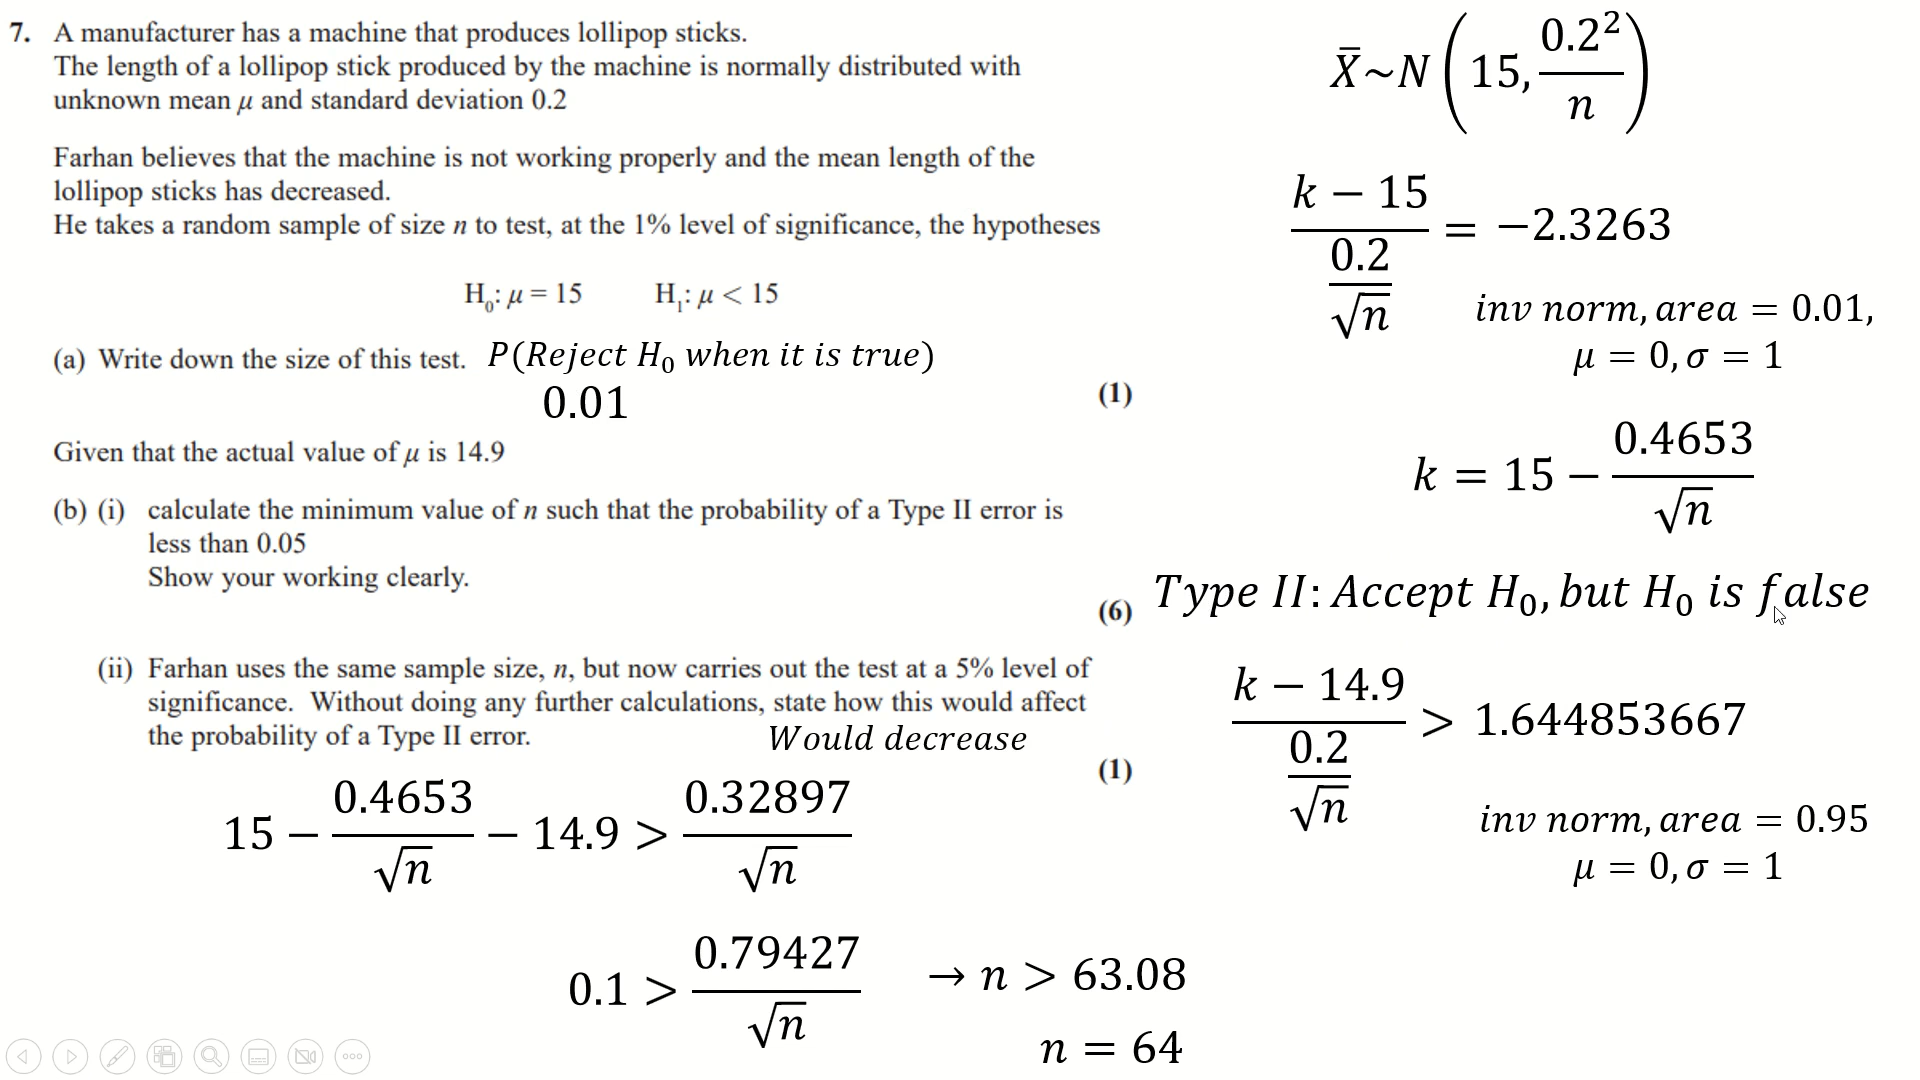 7. A manufacturer has a machine that produces lollipop sticks.
The length of a lollipop stick produced by the machine is normally distributed with
unknown mean μ and standard deviation 0.2
Farhan believes that the machine is not working properly and the mean length of the
lollipop sticks has decreased.
He takes a random sample of size n to test, at the 1% level of significance, the hypotheses
H₀: μ = 15 H₁: μ < 15
(a) Write down the size of this test. P(Reject H₀ when it is true)
0.01
(1)
Given that the actual value of μ is 14.9
(b) (i) calculate the minimum value of n such that the probability of a Type II error is
less than 0.05
Show your working clearly.
(6)
(ii) Farhan uses the same sample size, n, but now carries out the test at a 5% level of
significance. Without doing any further calculations, state how this would affect
the probability of a Type II error. Would decrease
(1)
X̄~N(15, 0.2²/n)
(k − 15)/(0.2/√n) = −2.3263
inv norm, area = 0.01,
μ = 0, σ = 1
k = 15 − 0.4653/√n
Type II: Accept H₀, but H₀ is false
(k − 14.9)/(0.2/√n) > 1.644853667
inv norm, area = 0.95
μ = 0, σ = 1
15 − 0.4653/√n − 14.9 > 0.32897/√n
0.1 > 0.79427/√n → n > 63.08
n = 64